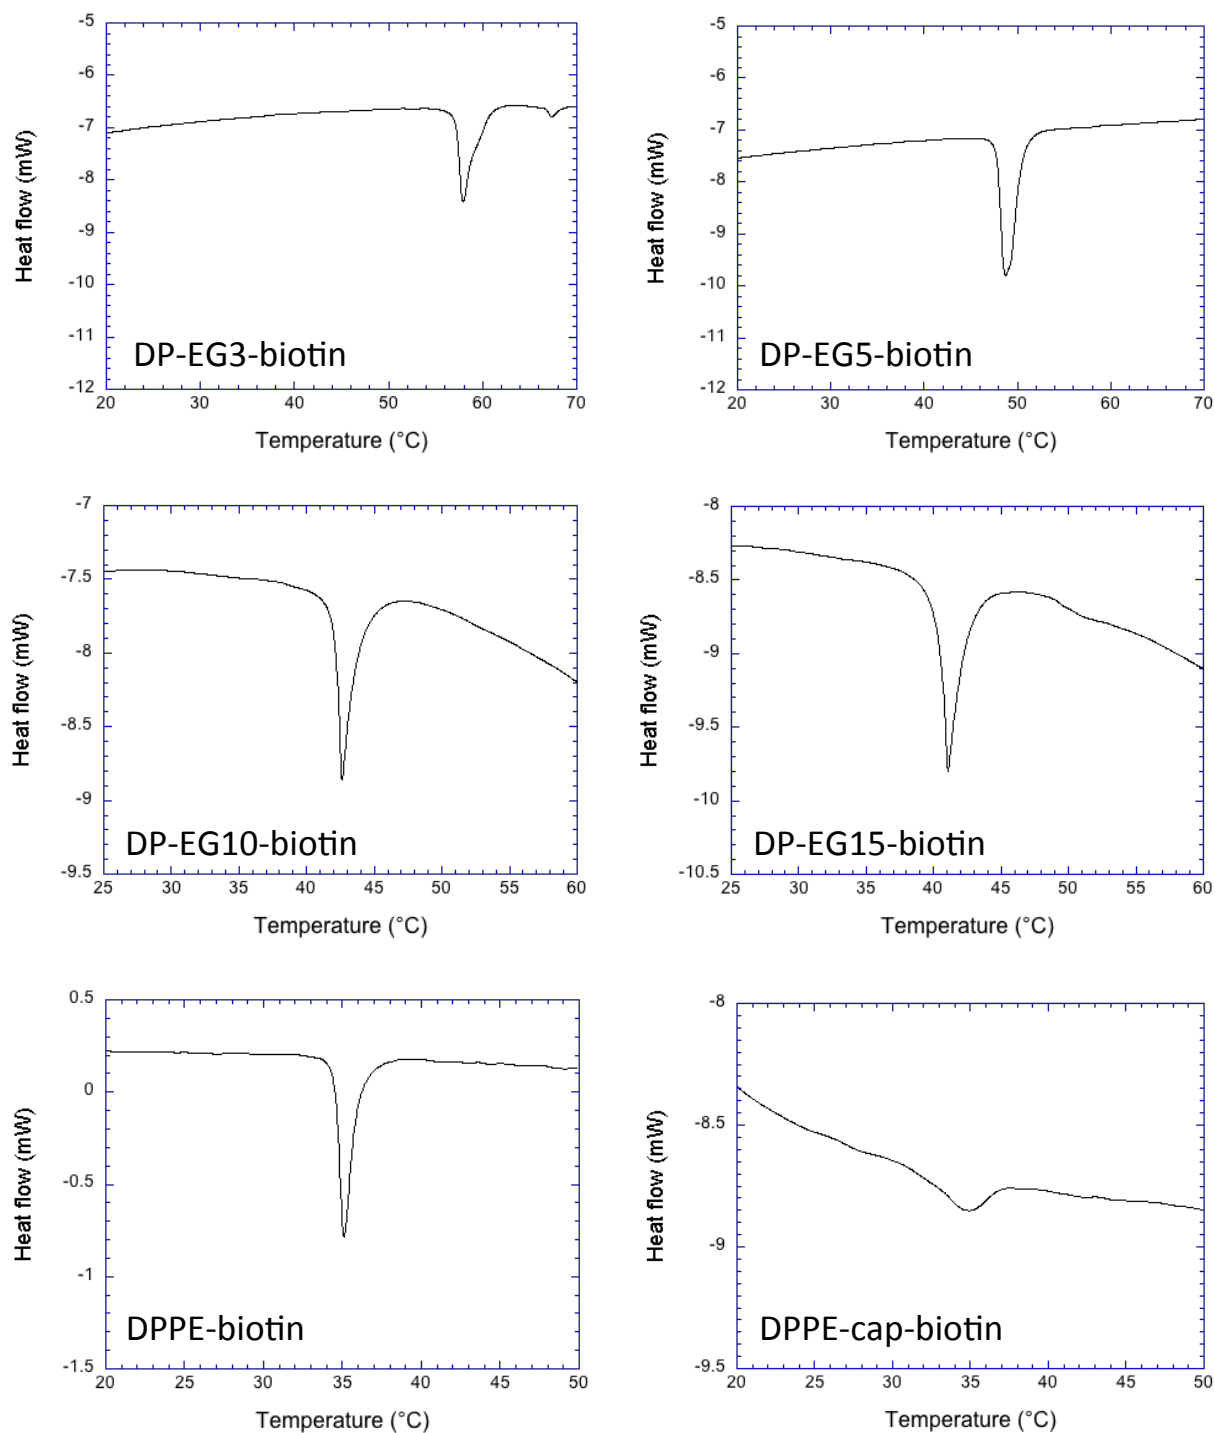 -5
-6
-7
-8
-9
-10
-11
-12
Heat flow (mW)
DP-EG3-biotin
20 30 40 50 60 70
Temperature (°C)
-5
-6
-7
-8
-9
-10
-11
-12
Heat flow (mW)
DP-EG5-biotin
20 30 40 50 60 70
Temperature (°C)
-7
-7.5
-8
-8.5
-9
-9.5
Heat flow (mW)
DP-EG10-biotin
25 30 35 40 45 50 55 60
Temperature (°C)
-8
-8.5
-9
-9.5
-10
-10.5
Heat flow (mW)
DP-EG15-biotin
25 30 35 40 45 50 55 60
Temperature (°C)
0.5
0
-0.5
-1
-1.5
Heat flow (mW)
DPPE-biotin
20 25 30 35 40 45 50
Temperature (°C)
-8
-8.5
-9
-9.5
Heat flow (mW)
DPPE-cap-biotin
20 25 30 35 40 45 50
Temperature (°C)